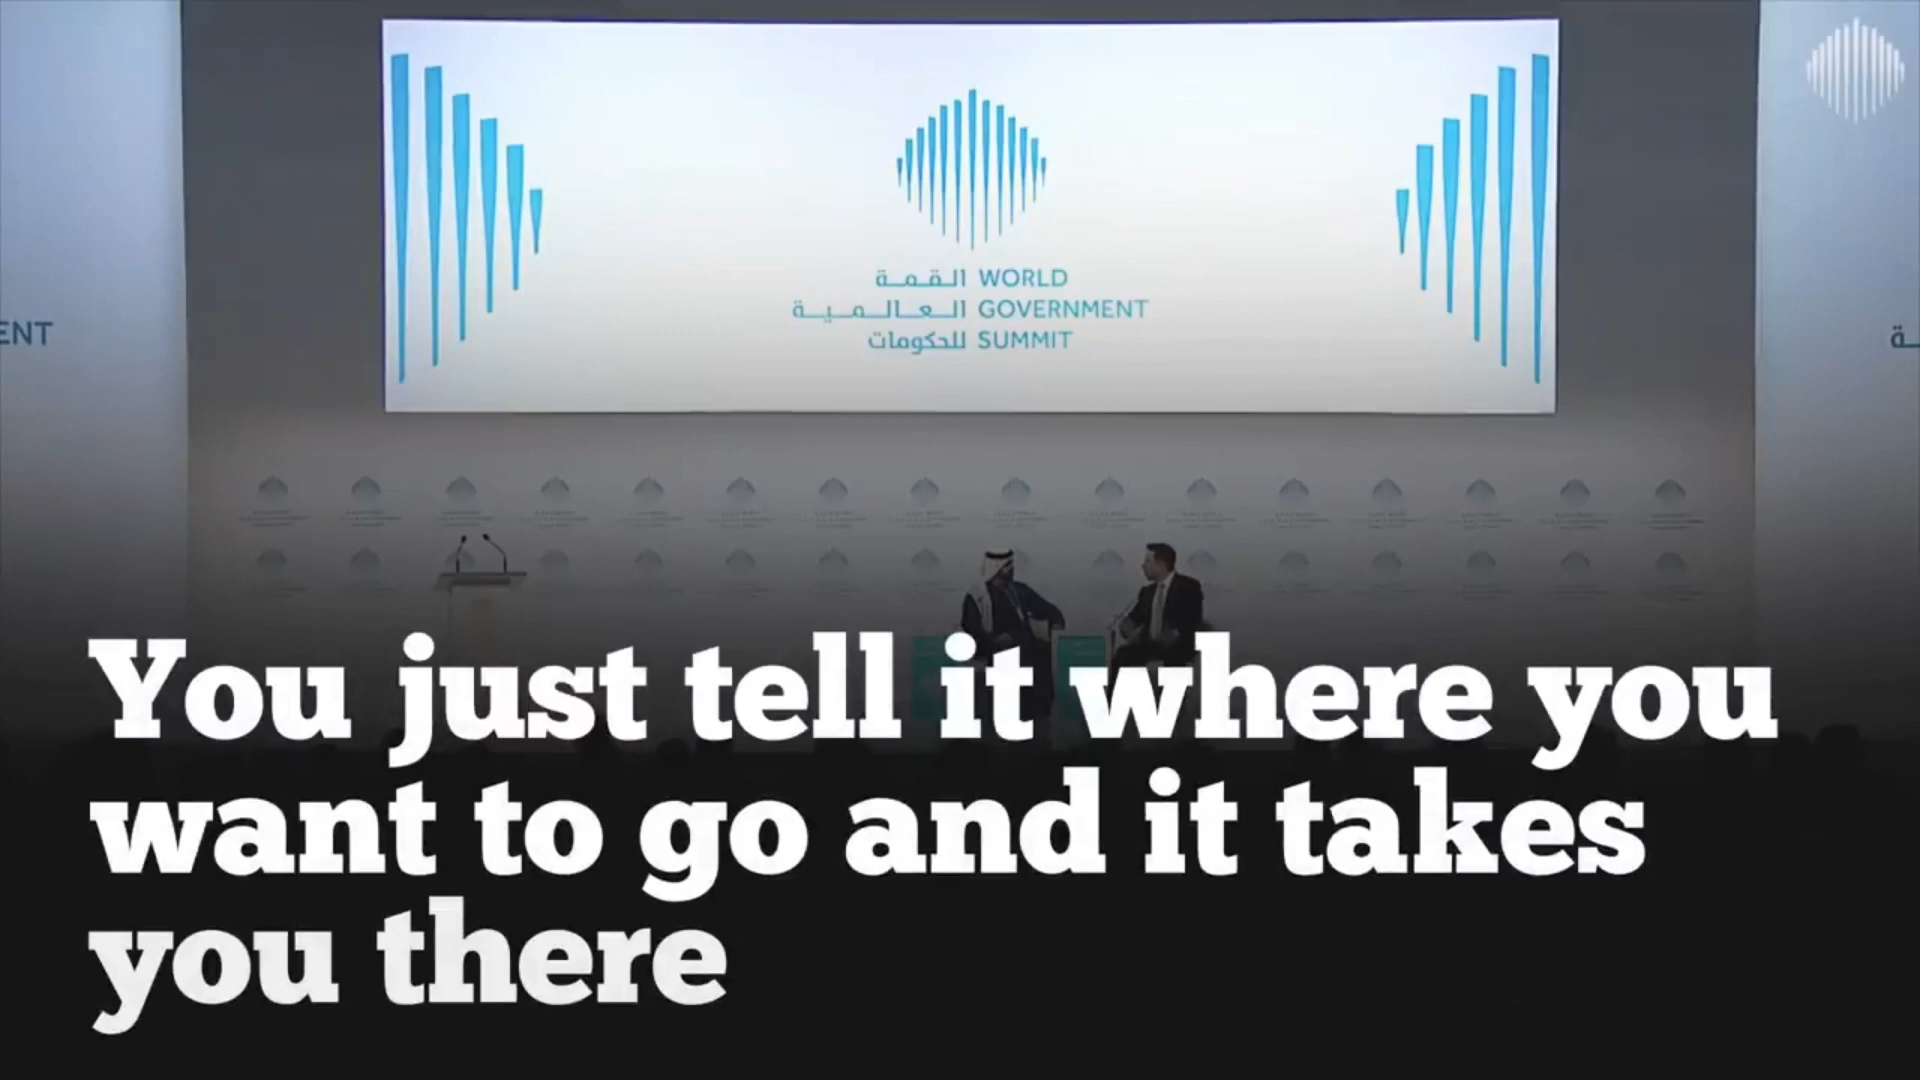 القمة WORLD
العالمية GOVERNMENT
للحكومات SUMMIT
ENT
ـة
You just tell it where you
want to go and it takes
you there